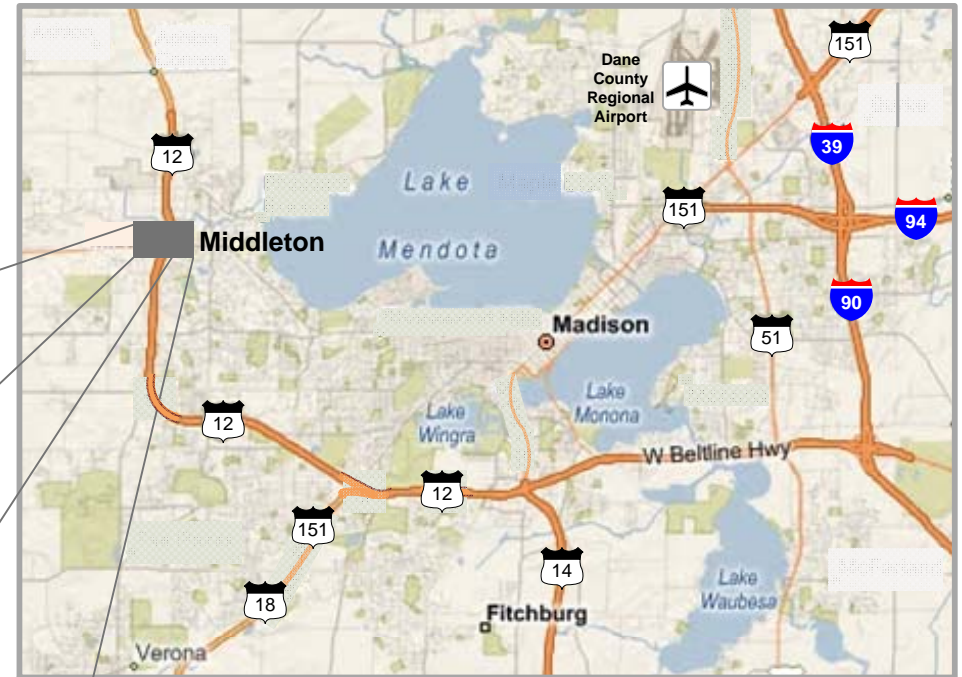 151
Dane
County
Regional
Airport
12
39
Lake
151
94
Middleton
Mendota
90
Madison
51
Lake
Monona
Lake
Wingra
12
W Beltline Hwy
12
151
14
Lake
Waubesa
18
Fitchburg
Verona